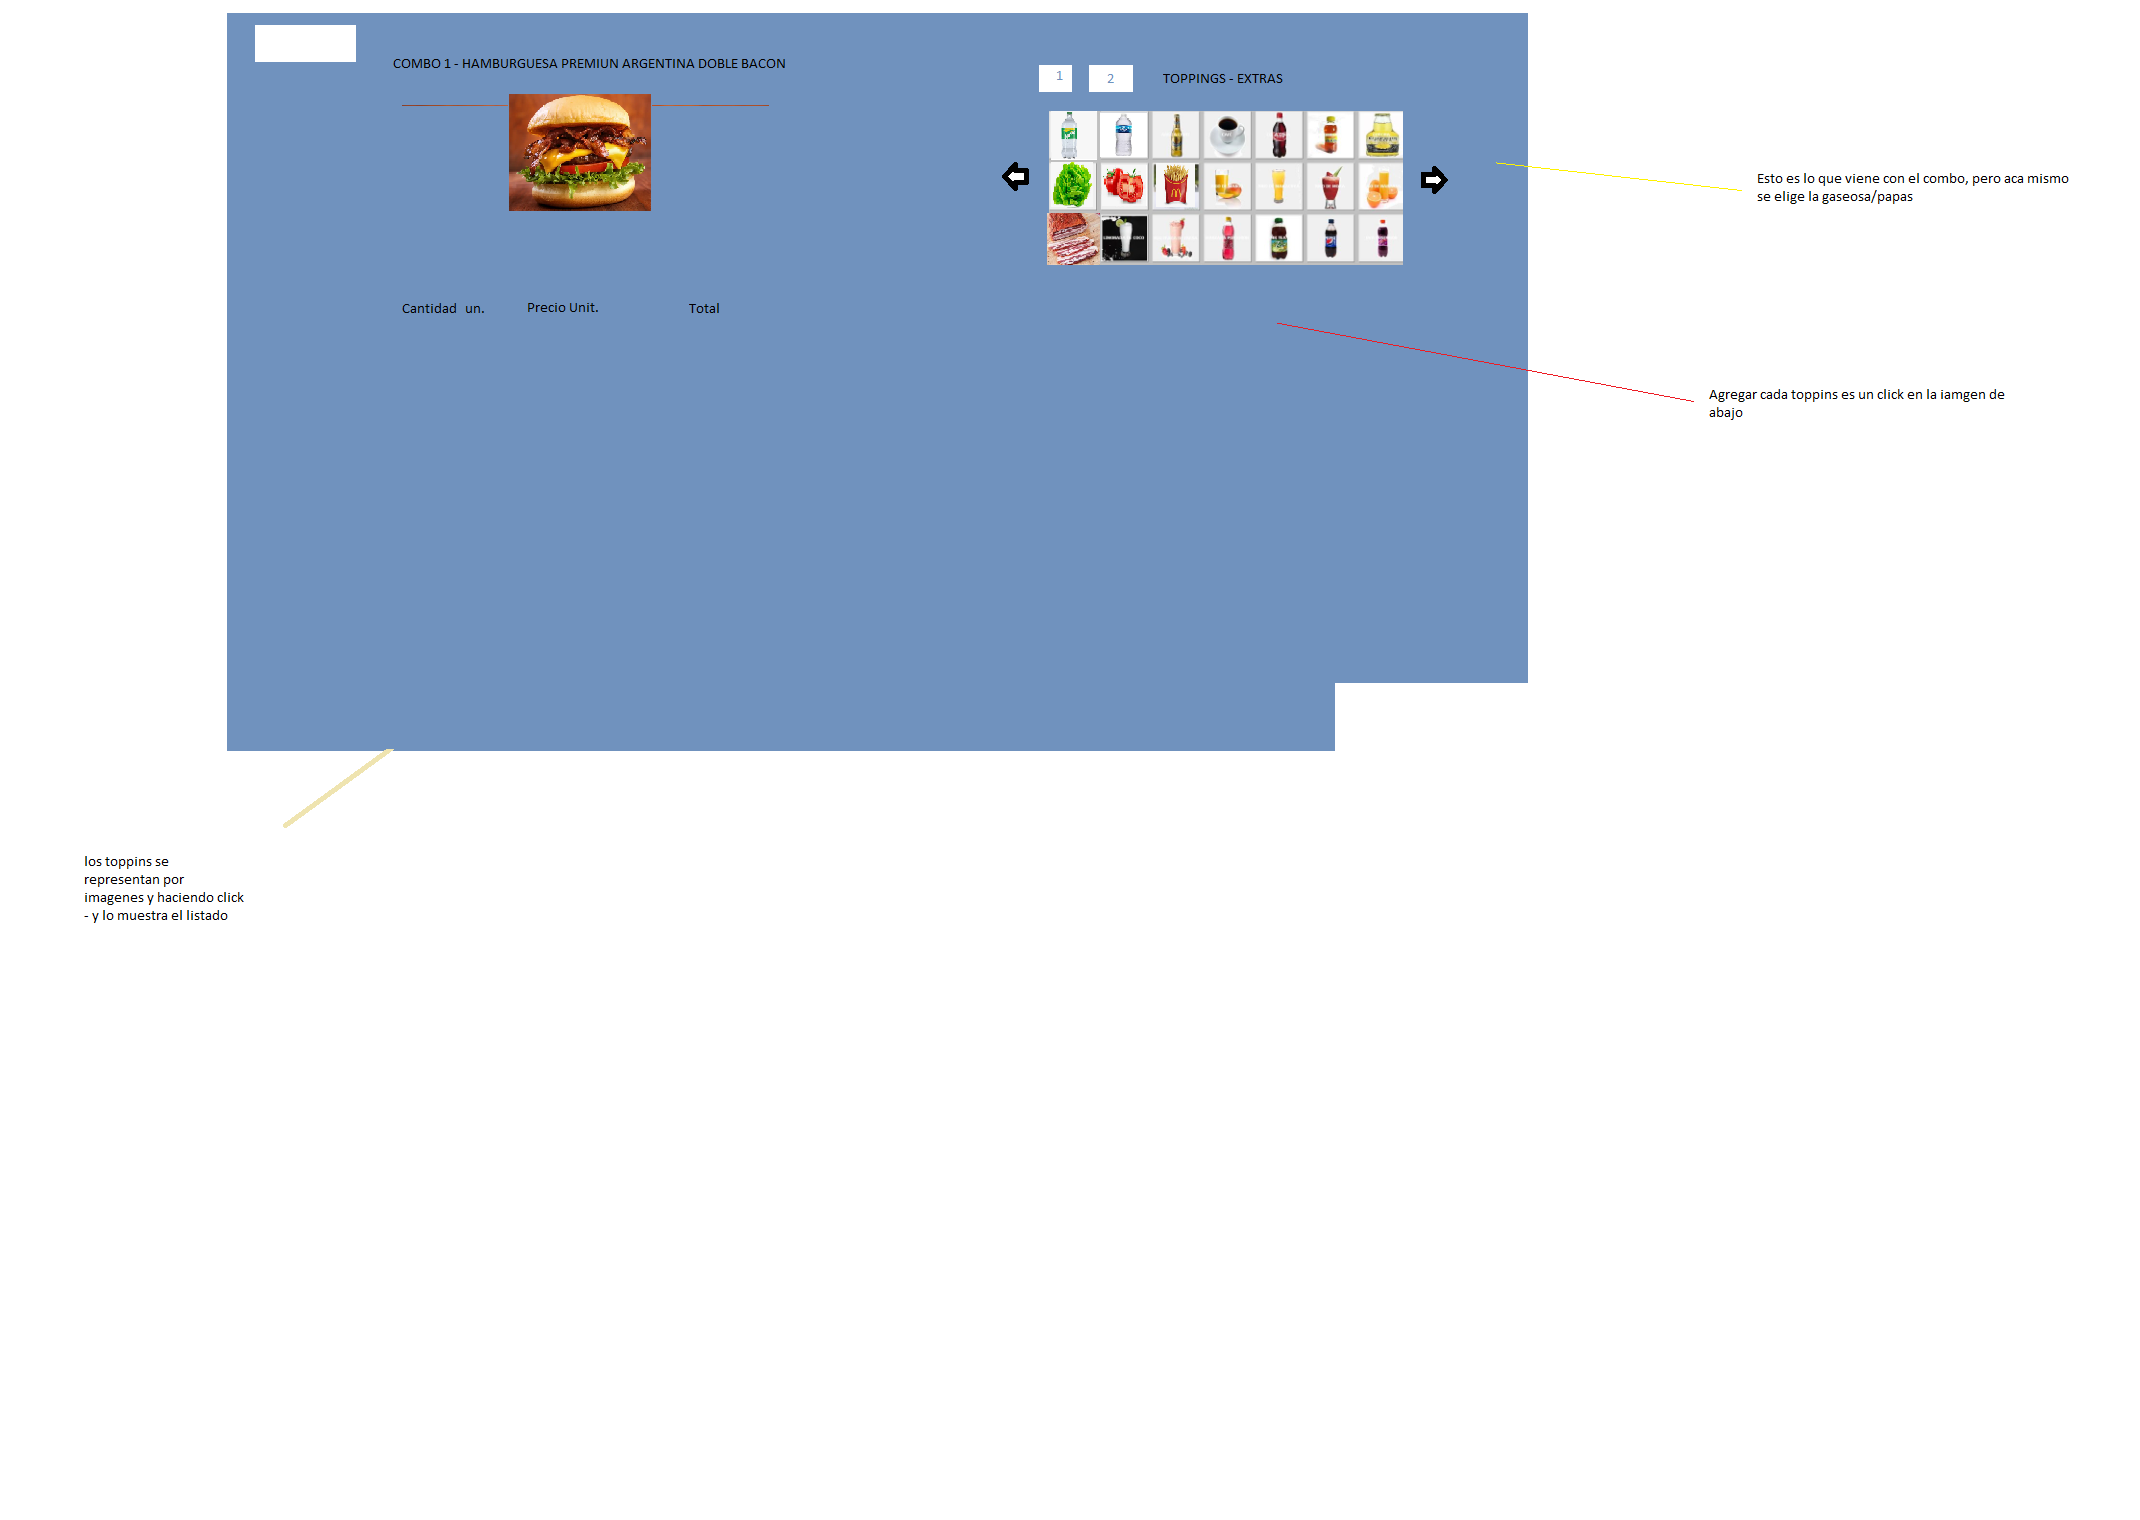 COMBO 1 - HAMBURGUESA PREMIUN ARGENTINA DOBLE BACON
1
2
TOPPINGS - EXTRAS
Esto es lo que viene con el combo, pero aca mismo
se elige la gaseosa/papas
Cantidad un.
Precio Unit.
Total
Agregar cada toppins es un click en la iamgen de
abajo
los toppins se
representan por
imagenes y haciendo click
- y lo muestra el listado